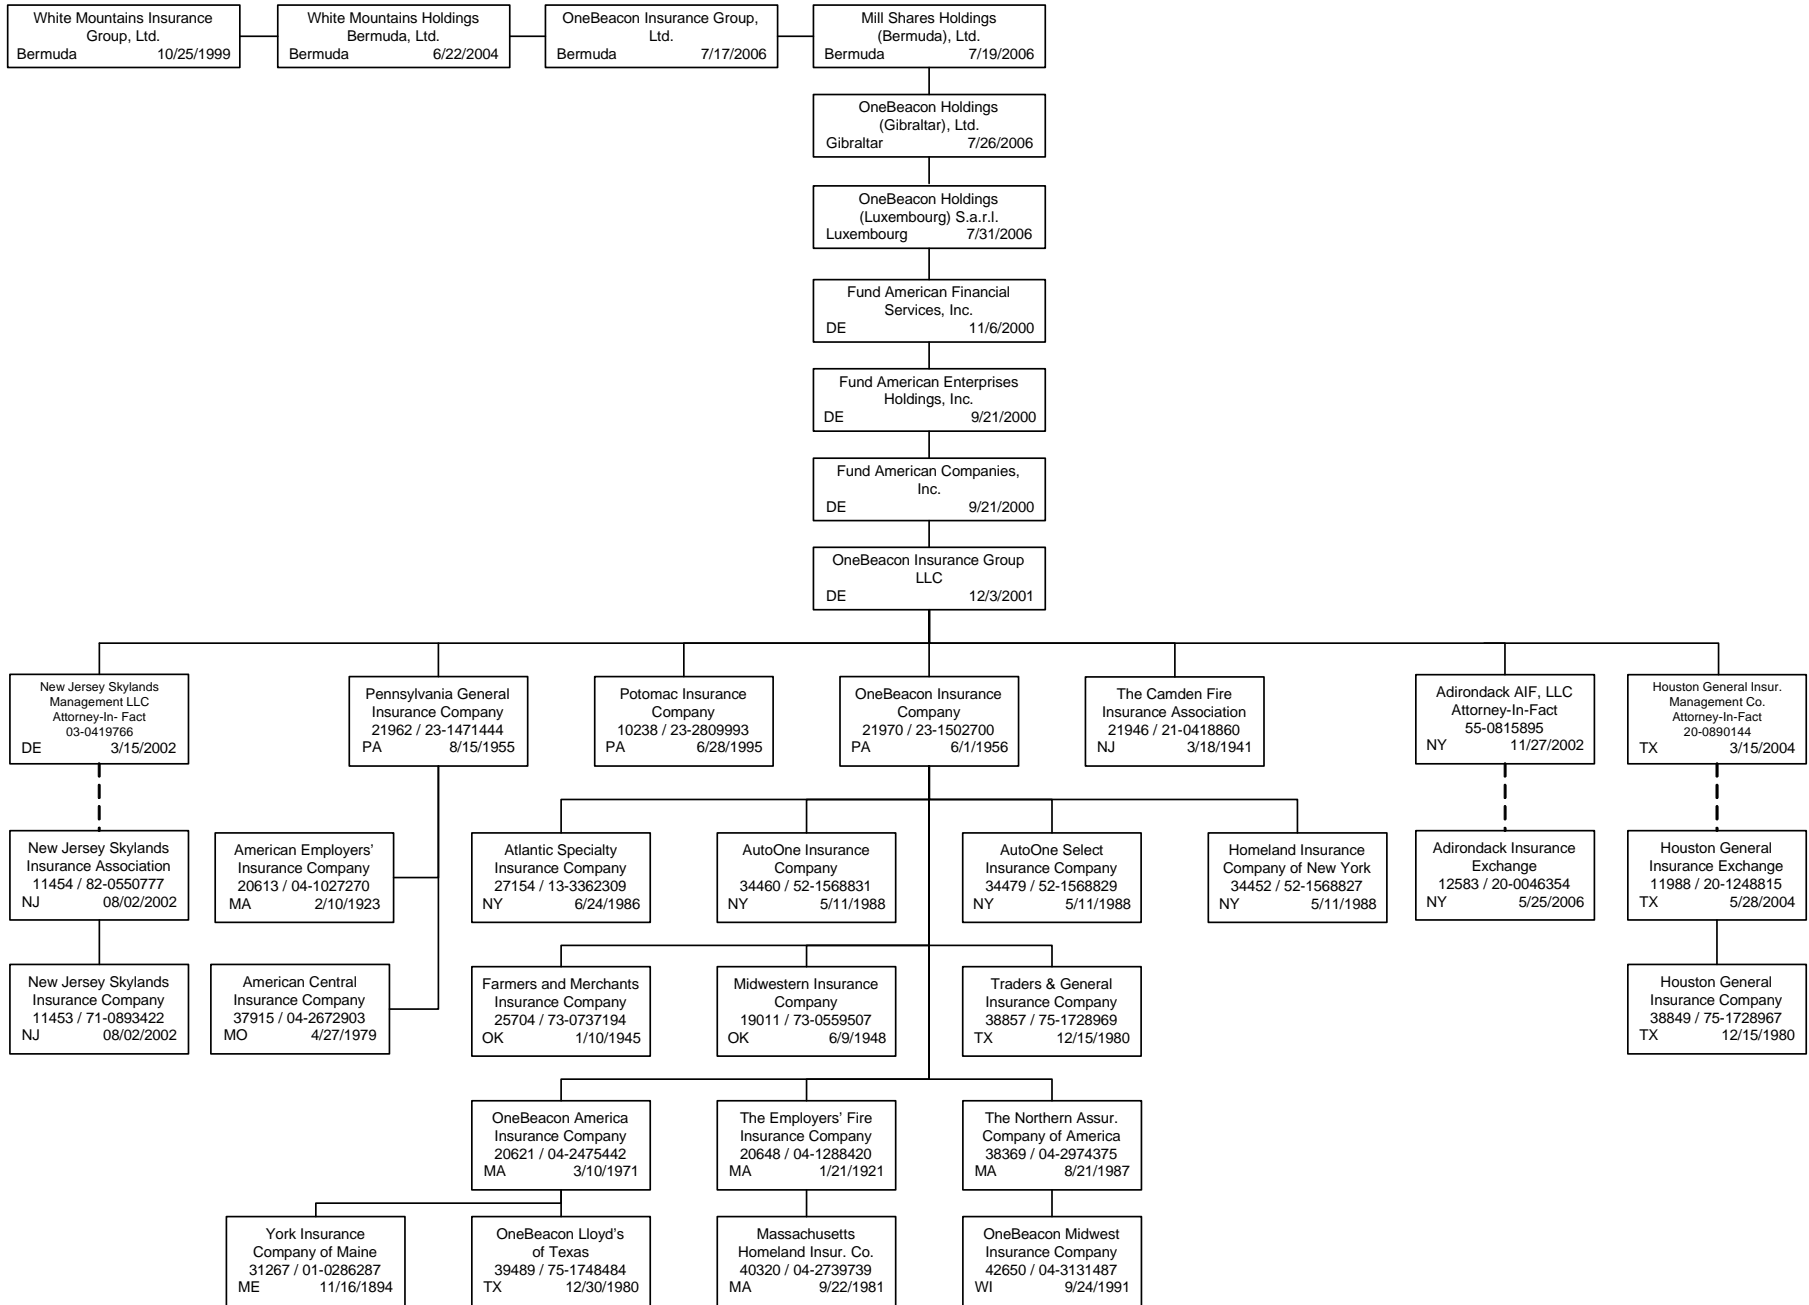 White Mountains Insurance
Group, Ltd.
Bermuda 10/25/1999
White Mountains Holdings
Bermuda, Ltd.
Bermuda 6/22/2004
OneBeacon Insurance Group,
Ltd.
Bermuda 7/17/2006
Mill Shares Holdings
(Bermuda), Ltd.
Bermuda 7/19/2006
OneBeacon Holdings
(Gibraltar), Ltd.
Gibraltar 7/26/2006
OneBeacon Holdings
(Luxembourg) S.a.r.l.
Luxembourg 7/31/2006
Fund American Financial
Services, Inc.
DE 11/6/2000
Fund American Enterprises
Holdings, Inc.
DE 9/21/2000
Fund American Companies,
Inc.
DE 9/21/2000
OneBeacon Insurance Group
LLC
DE 12/3/2001
New Jersey Skylands
Management LLC
Attorney-In- Fact
03-0419766
DE 3/15/2002
Pennsylvania General
Insurance Company
21962 / 23-1471444
PA 8/15/1955
Potomac Insurance
Company
10238 / 23-2809993
PA 6/28/1995
OneBeacon Insurance
Company
21970 / 23-1502700
PA 6/1/1956
The Camden Fire
Insurance Association
21946 / 21-0418860
NJ 3/18/1941
Adirondack AIF, LLC
Attorney-In-Fact
55-0815895
NY 11/27/2002
Houston General Insur.
Management Co.
Attorney-In-Fact
20-0890144
TX 3/15/2004
New Jersey Skylands
Insurance Association
11454 / 82-0550777
NJ 08/02/2002
American Employers'
Insurance Company
20613 / 04-1027270
MA 2/10/1923
Atlantic Specialty
Insurance Company
27154 / 13-3362309
NY 6/24/1986
AutoOne Insurance
Company
34460 / 52-1568831
NY 5/11/1988
AutoOne Select
Insurance Company
34479 / 52-1568829
NY 5/11/1988
Homeland Insurance
Company of New York
34452 / 52-1568827
NY 5/11/1988
Adirondack Insurance
Exchange
12583 / 20-0046354
NY 5/25/2006
Houston General
Insurance Exchange
11988 / 20-1248815
TX 5/28/2004
New Jersey Skylands
Insurance Company
11453 / 71-0893422
NJ 08/02/2002
American Central
Insurance Company
37915 / 04-2672903
MO 4/27/1979
Farmers and Merchants
Insurance Company
25704 / 73-0737194
OK 1/10/1945
Midwestern Insurance
Company
19011 / 73-0559507
OK 6/9/1948
Traders & General
Insurance Company
38857 / 75-1728969
TX 12/15/1980
Houston General
Insurance Company
38849 / 75-1728967
TX 12/15/1980
OneBeacon America
Insurance Company
20621 / 04-2475442
MA 3/10/1971
The Employers' Fire
Insurance Company
20648 / 04-1288420
MA 1/21/1921
The Northern Assur.
Company of America
38369 / 04-2974375
MA 8/21/1987
York Insurance
Company of Maine
31267 / 01-0286287
ME 11/16/1894
OneBeacon Lloyd's
of Texas
39489 / 75-1748484
TX 12/30/1980
Massachusetts
Homeland Insur. Co.
40320 / 04-2739739
MA 9/22/1981
OneBeacon Midwest
Insurance Company
42650 / 04-3131487
WI 9/24/1991